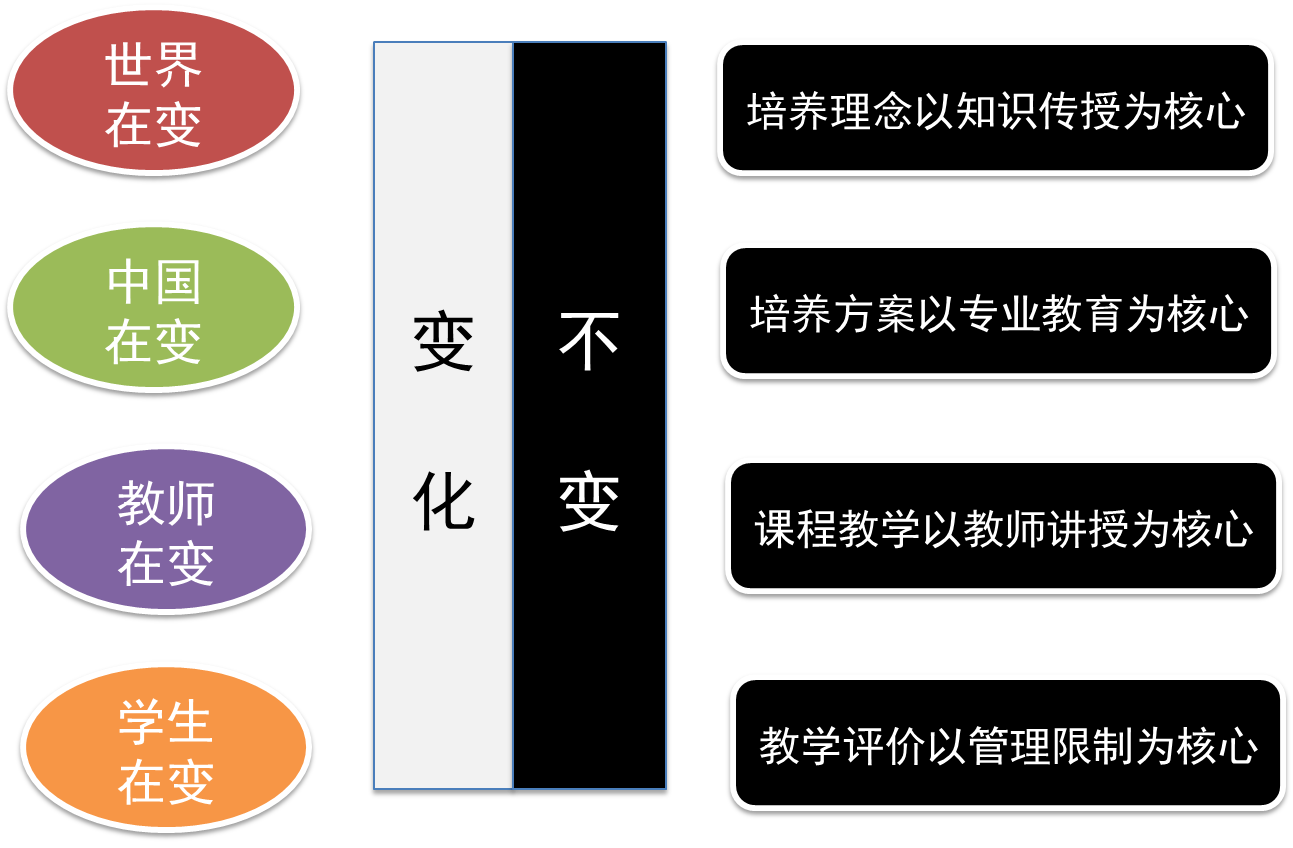 世界
在变
中国
在变
教师
在变
学生
在变
变
化
不
变
培养理念以知识传授为核心
培养方案以专业教育为核心
课程教学以教师讲授为核心
教学评价以管理限制为核心